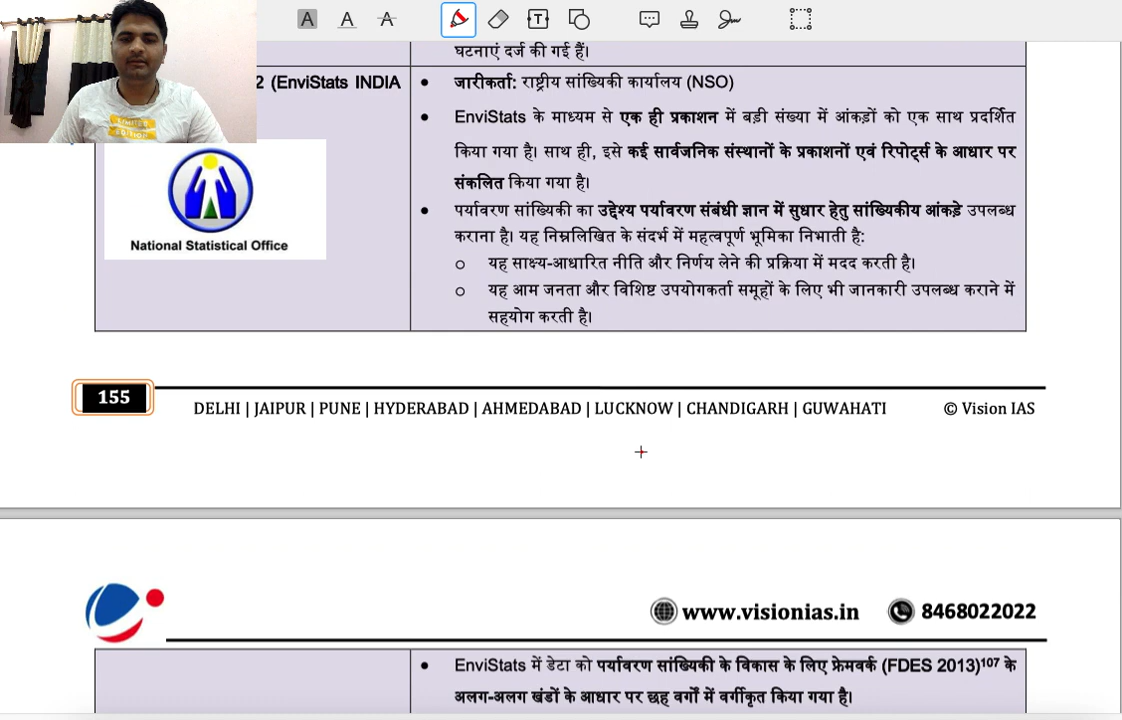 घटनाएं दर्ज की गई हैं।
2 (EnviStats INDIA
जारीकर्ता: राष्ट्रीय सांख्यिकी कार्यालय (NSO)
EnviStats के माध्यम से एक ही प्रकाशन में बड़ी संख्या में आंकड़ों को एक साथ प्रदर्शित
किया गया है। साथ ही, इसे कई सार्वजनिक संस्थानों के प्रकाशनों एवं रिपोर्ट्स के आधार पर
संकलित किया गया है।
पर्यावरण सांख्यिकी का उद्देश्य पर्यावरण संबंधी ज्ञान में सुधार हेतु सांख्यिकीय आंकड़े उपलब्ध
कराना है। यह निम्नलिखित के संदर्भ में महत्वपूर्ण भूमिका निभाती है:
यह साक्ष्य-आधारित नीति और निर्णय लेने की प्रक्रिया में मदद करती है।
यह आम जनता और विशिष्ट उपयोगकर्ता समूहों के लिए भी जानकारी उपलब्ध कराने में
सहयोग करती है।
National Statistical Office
155
DELHI | JAIPUR | PUNE | HYDERABAD | AHMEDABAD | LUCKNOW | CHANDIGARH | GUWAHATI
© Vision IAS
www.visionias.in 8468022022
EnviStats में डेटा को पर्यावरण सांख्यिकी के विकास के लिए फ्रेमवर्क (FDES 2013)107 के
अलग-अलग खंडों के आधार पर छह वर्गों में वर्गीकृत किया गया है।